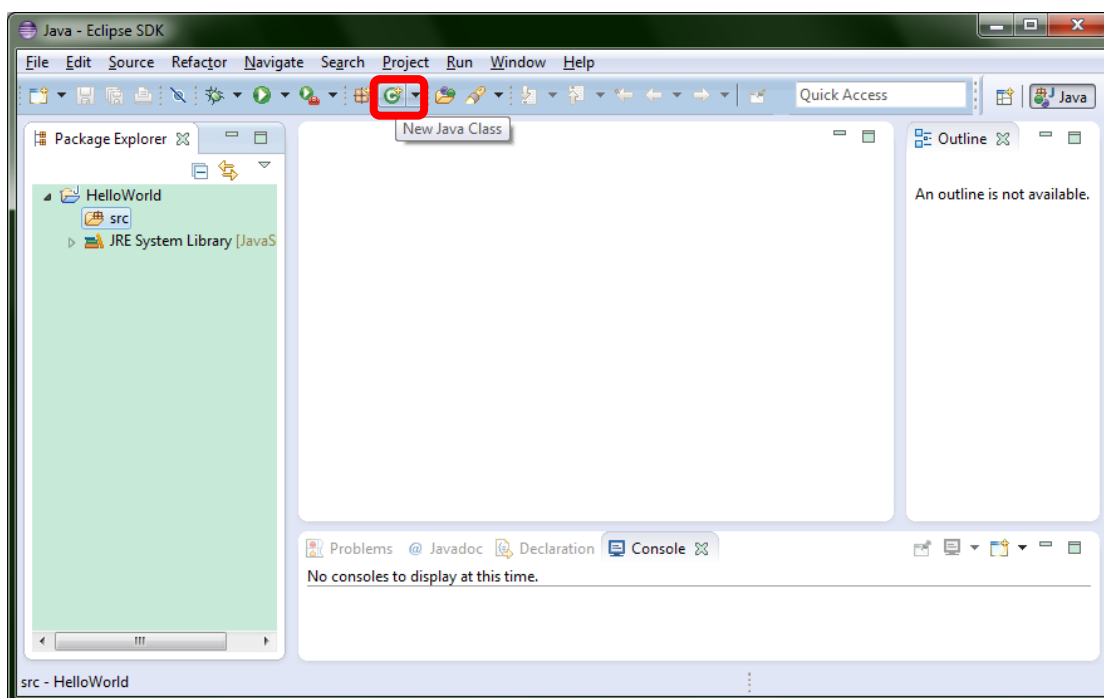 Java - Eclipse SDK
File Edit Source Refactor Navigate Search Project Run Window Help
Quick Access
Java
New Java Class
Package Explorer
Outline
HelloWorld
src
JRE System Library [JavaS
An outline is not available.
Problems @ Javadoc Declaration Console
No consoles to display at this time.
src - HelloWorld